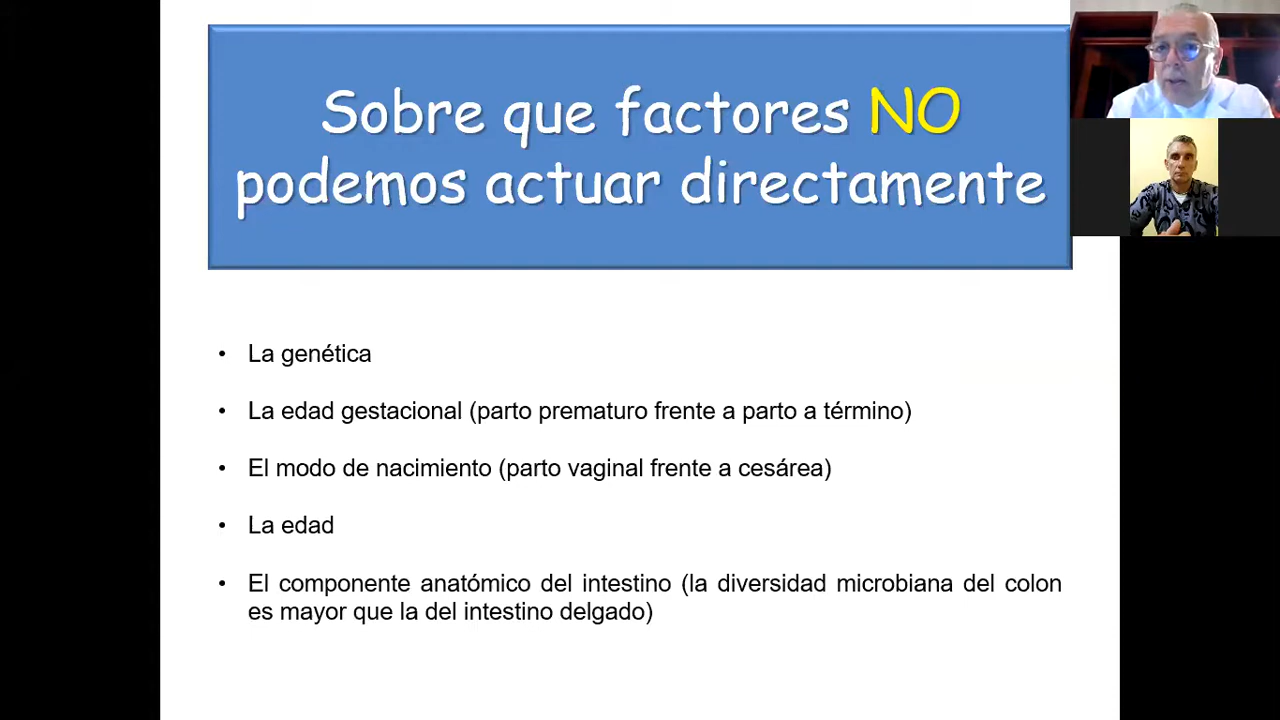 Sobre que factores NO
podemos actuar directamente
• La genética
• La edad gestacional (parto prematuro frente a parto a término)
• El modo de nacimiento (parto vaginal frente a cesárea)
• La edad
• El componente anatómico del intestino (la diversidad microbiana del colon
es mayor que la del intestino delgado)